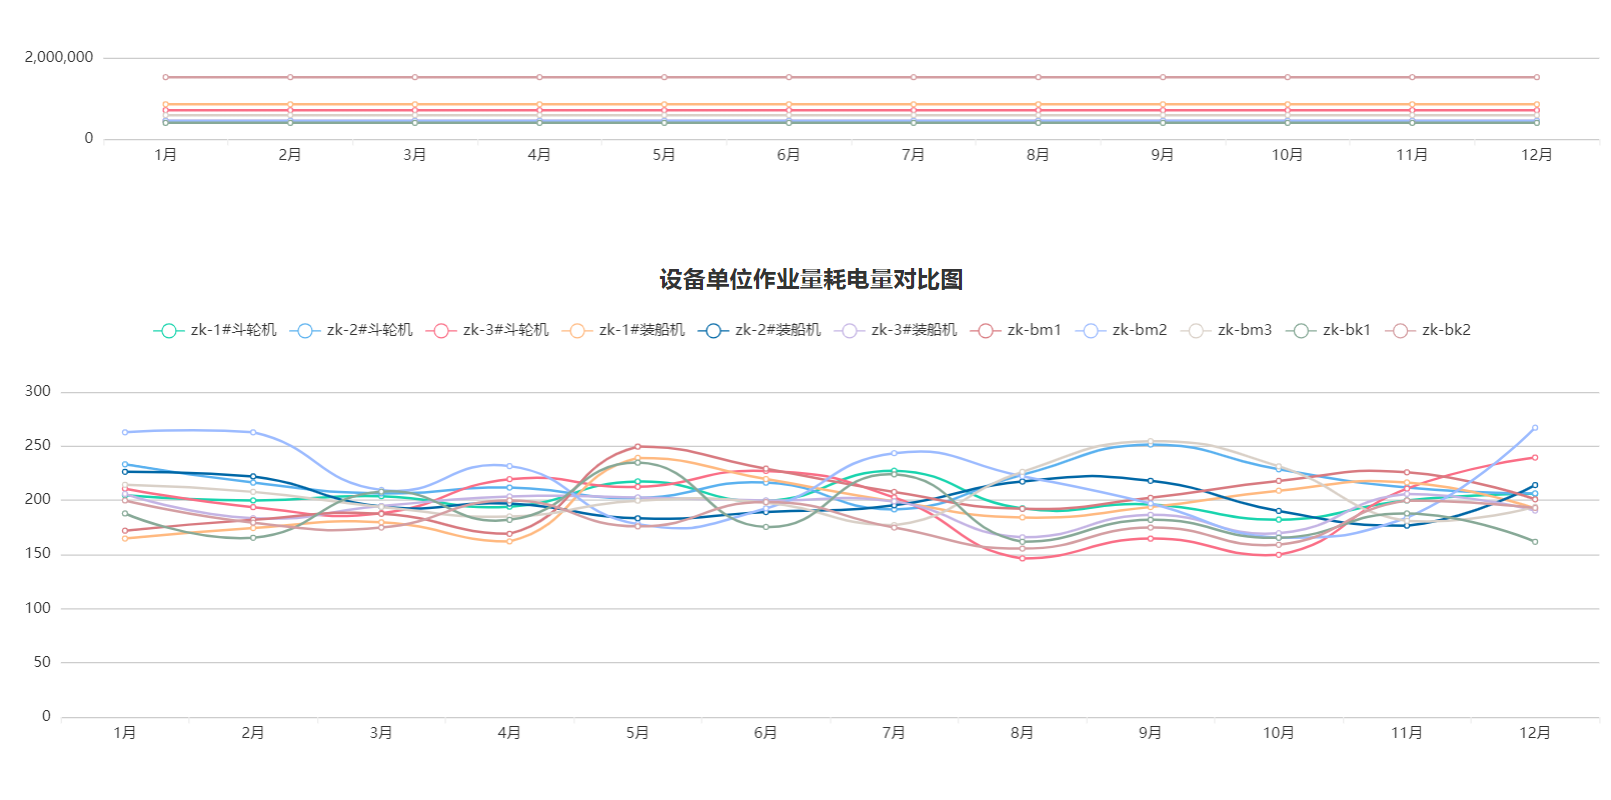 2,000,000
0
1月 2月 3月 4月 5月 6月 7月 8月 9月 10月 11月 12月
设备单位作业量耗电量对比图
zk-1#斗轮机 zk-2#斗轮机 zk-3#斗轮机 zk-1#装船机 zk-2#装船机 zk-3#装船机 zk-bm1 zk-bm2 zk-bm3 zk-bk1 zk-bk2
300
250
200
150
100
50
0
1月 2月 3月 4月 5月 6月 7月 8月 9月 10月 11月 12月